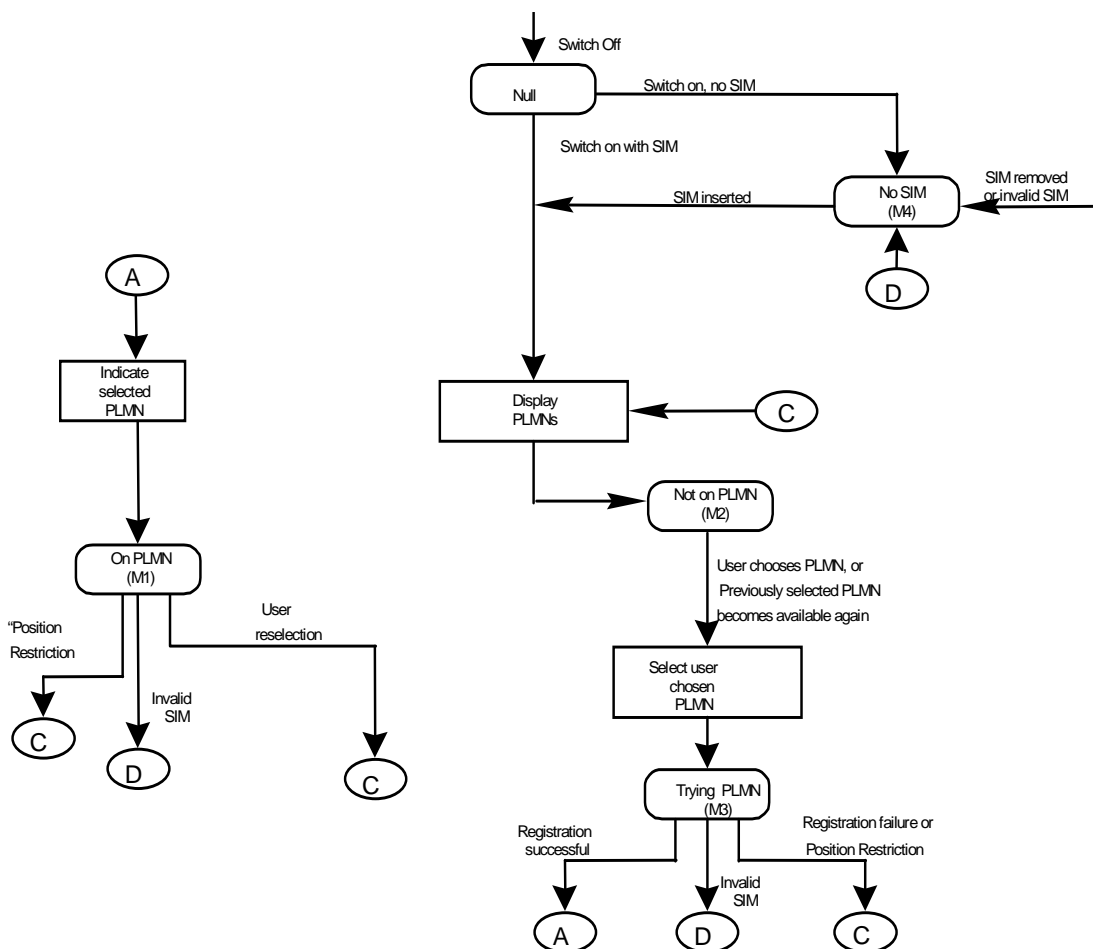 Switch Off
Null
Switch on, no SIM
Switch on with SIM
SIM removed
or invalid SIM
No SIM
(M4)
SIM inserted
D
A
Indicate
selected
PLMN
Display
PLMNs
C
Not on PLMN
(M2)
On PLMN
(M1)
User chooses PLMN, or
Previously selected PLMN
becomes available again
“Position
Restriction
User
reselection
Select user
chosen
PLMN
Invalid
SIM
C
D
C
Trying PLMN
(M3)
Registration
successful
Registration failure or
Position Restriction
Invalid
SIM
A
D
C